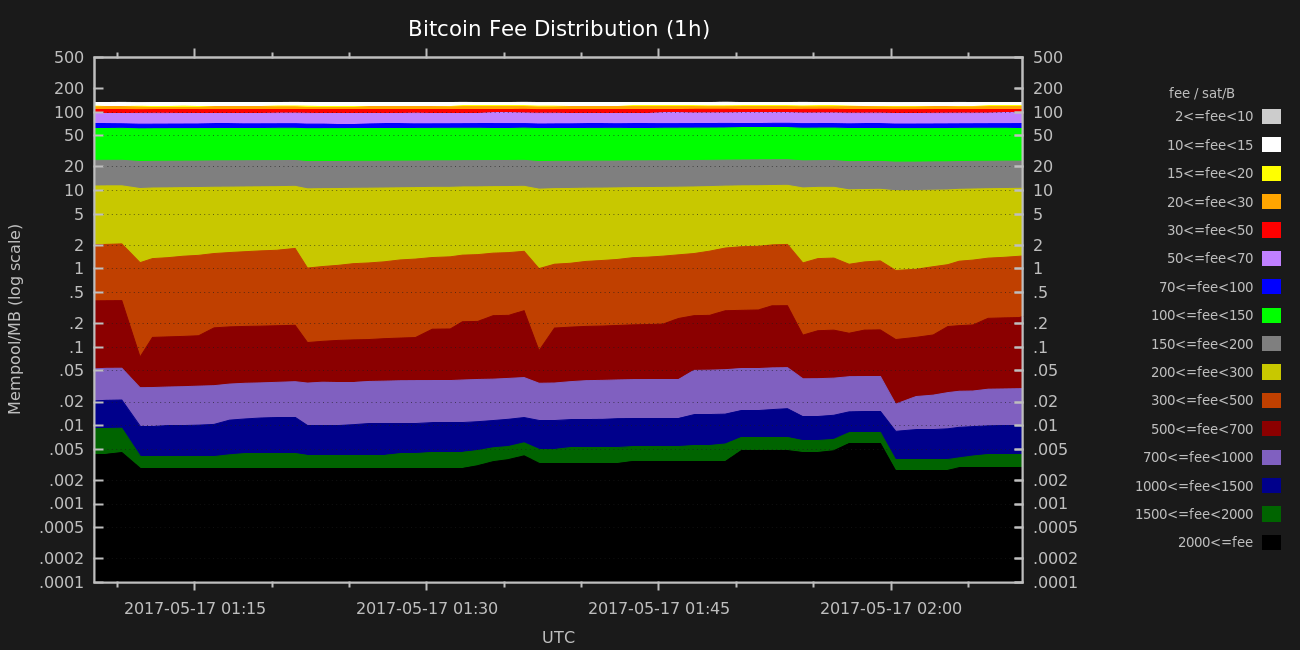 Bitcoin Fee Distribution (1h)
500
200
100
50
20
10
5
2
1
.5
.2
.1
.05
.02
.01
.005
.002
.001
.0005
.0002
.0001
Mempool/MB (log scale)
500
200
100
50
20
10
5
2
1
.5
.2
.1
.05
.02
.01
.005
.002
.001
.0005
.0002
.0001
2017-05-17 01:15
2017-05-17 01:30
2017-05-17 01:45
2017-05-17 02:00
UTC
fee / sat/B
2<=fee<10
10<=fee<15
15<=fee<20
20<=fee<30
30<=fee<50
50<=fee<70
70<=fee<100
100<=fee<150
150<=fee<200
200<=fee<300
300<=fee<500
500<=fee<700
700<=fee<1000
1000<=fee<1500
1500<=fee<2000
2000<=fee